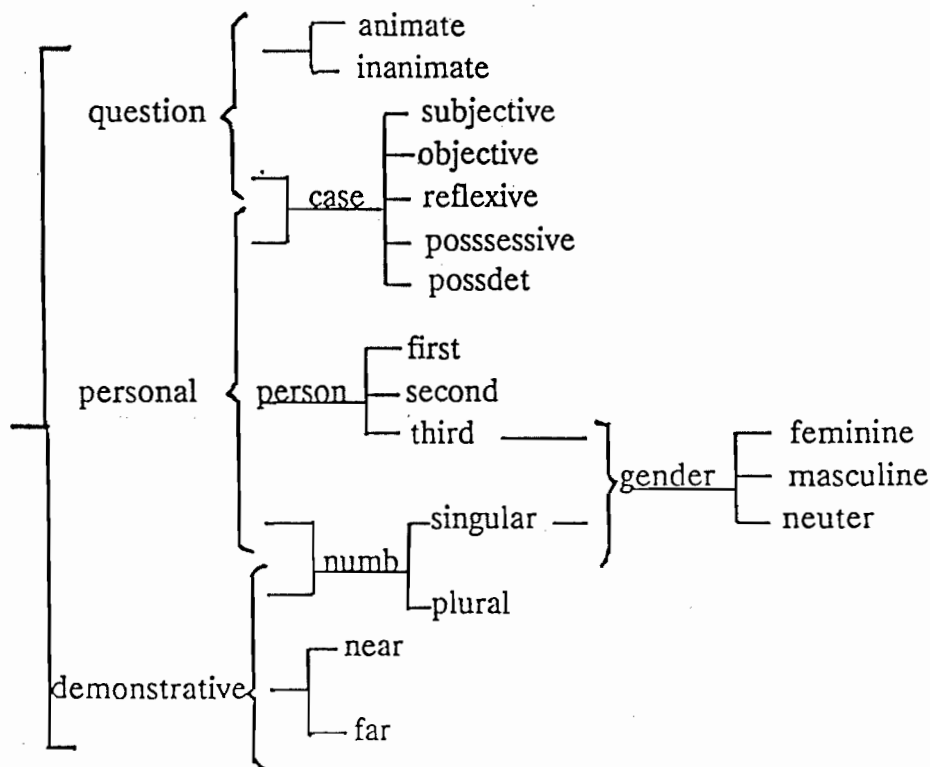 animate
inanimate
question
subjective
objective
case
reflexive
posssessive
possdet
first
personal
person
second
third
feminine
gender
masculine
singular
neuter
numb
plural
near
demonstrative
far